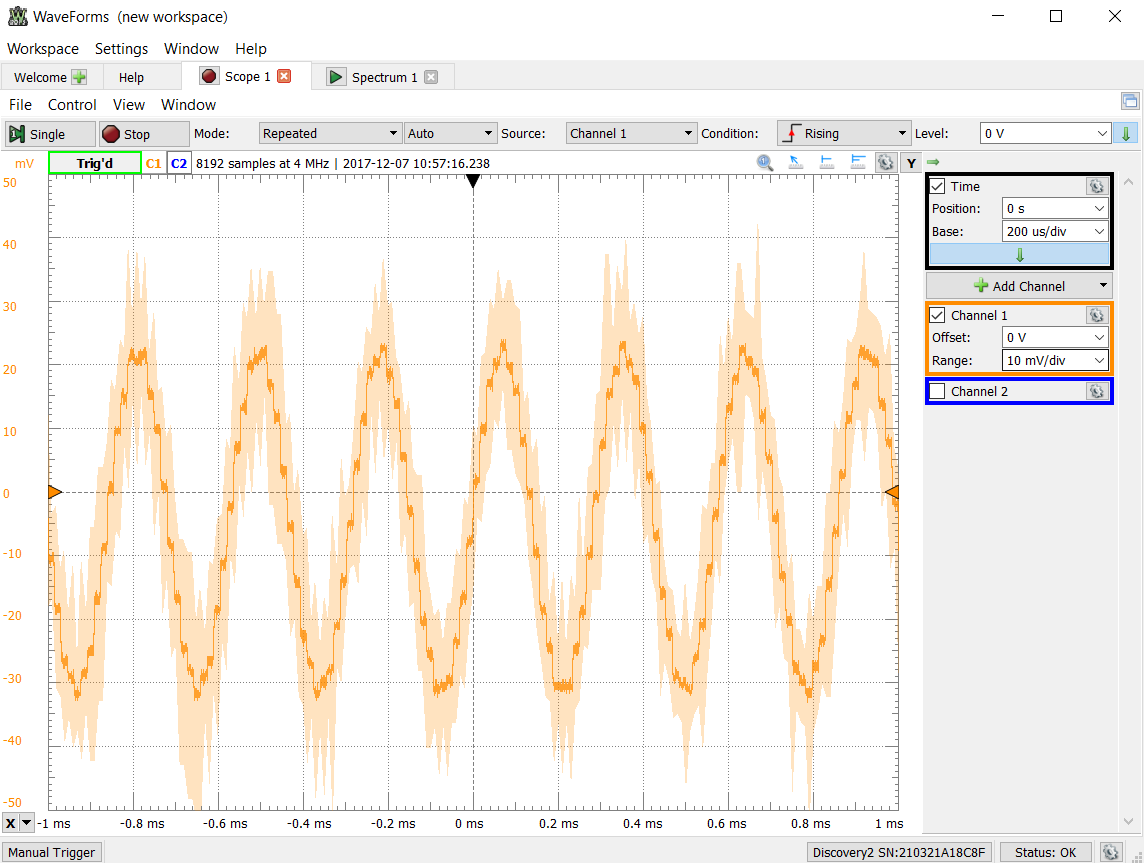 WaveForms (new workspace)
Workspace Settings Window Help
Welcome Help Scope 1 Spectrum 1
File Control View Window
Single Stop Mode: Repeated Auto Source: Channel 1 Condition: Rising Level: 0 V
mV Trig'd C1 C2 8192 samples at 4 MHz | 2017-12-07 10:57:16.238 Y
50
40
30
20
10
0
-10
-20
-30
-40
-50
X -1 ms -0.8 ms -0.6 ms -0.4 ms -0.2 ms 0 ms 0.2 ms 0.4 ms 0.6 ms 0.8 ms 1 ms
Time
Position: 0 s
Base: 200 us/div
Add Channel
Channel 1
Offset: 0 V
Range: 10 mV/div
Channel 2
Manual Trigger Discovery2 SN:210321A18C8F Status: OK